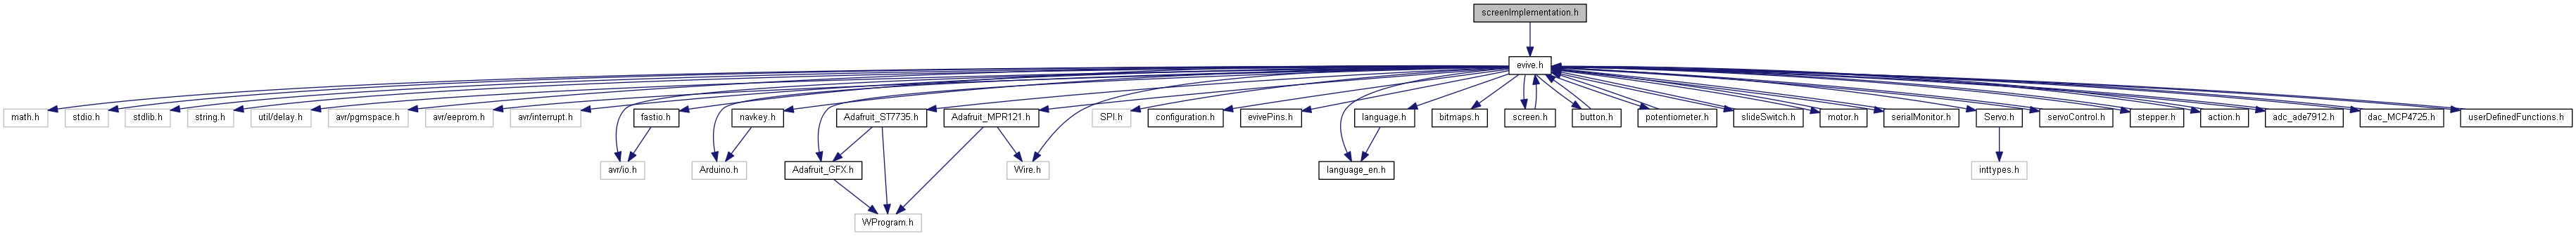 screenImplementation.h
evive.h
math.h
stdio.h
stdlib.h
string.h
util/delay.h
avr/pgmspace.h
avr/eeprom.h
avr/interrupt.h
fastio.h
navkey.h
Adafruit_ST7735.h
Adafruit_MPR121.h
SPI.h
configuration.h
evivePins.h
language.h
bitmaps.h
screen.h
button.h
potentiometer.h
slideSwitch.h
motor.h
serialMonitor.h
Servo.h
servoControl.h
stepper.h
action.h
adc_ade7912.h
dac_MCP4725.h
userDefinedFunctions.h
avr/io.h
Arduino.h
Adafruit_GFX.h
Wire.h
language_en.h
inttypes.h
WProgram.h